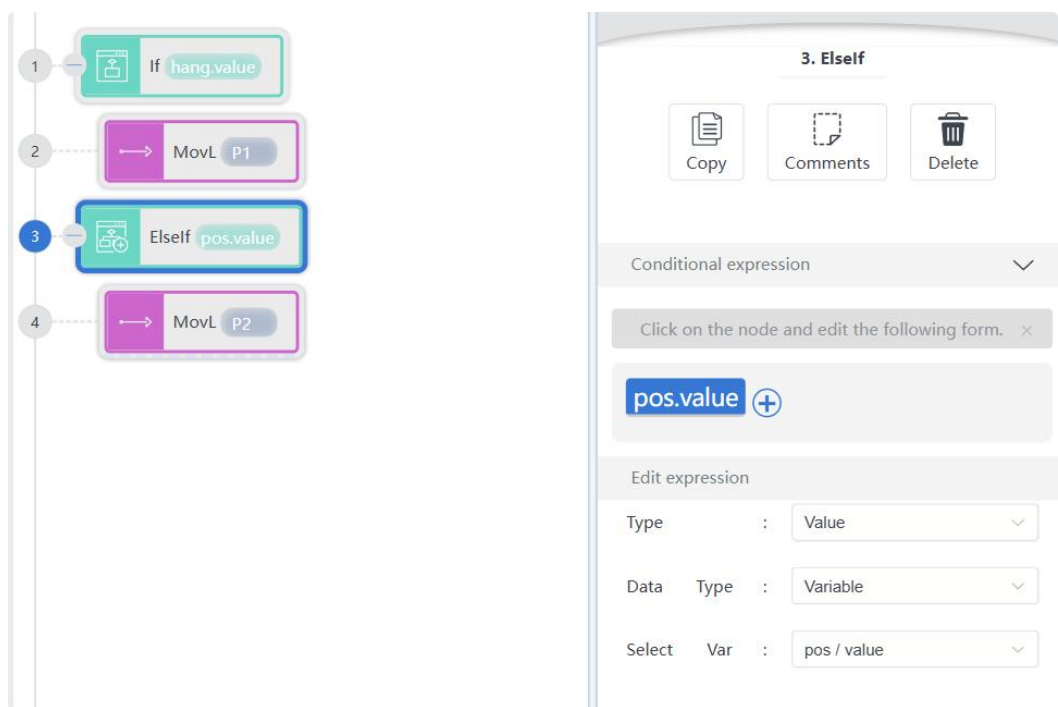 1
If hang.value
2
MovL P1
3
ElseIf pos.value
4
MovL P2
3. ElseIf
Copy
Comments
Delete
Conditional expression
Click on the node and edit the following form. ×
pos.value
Edit expression
Type : Value
Data Type : Variable
Select Var : pos / value